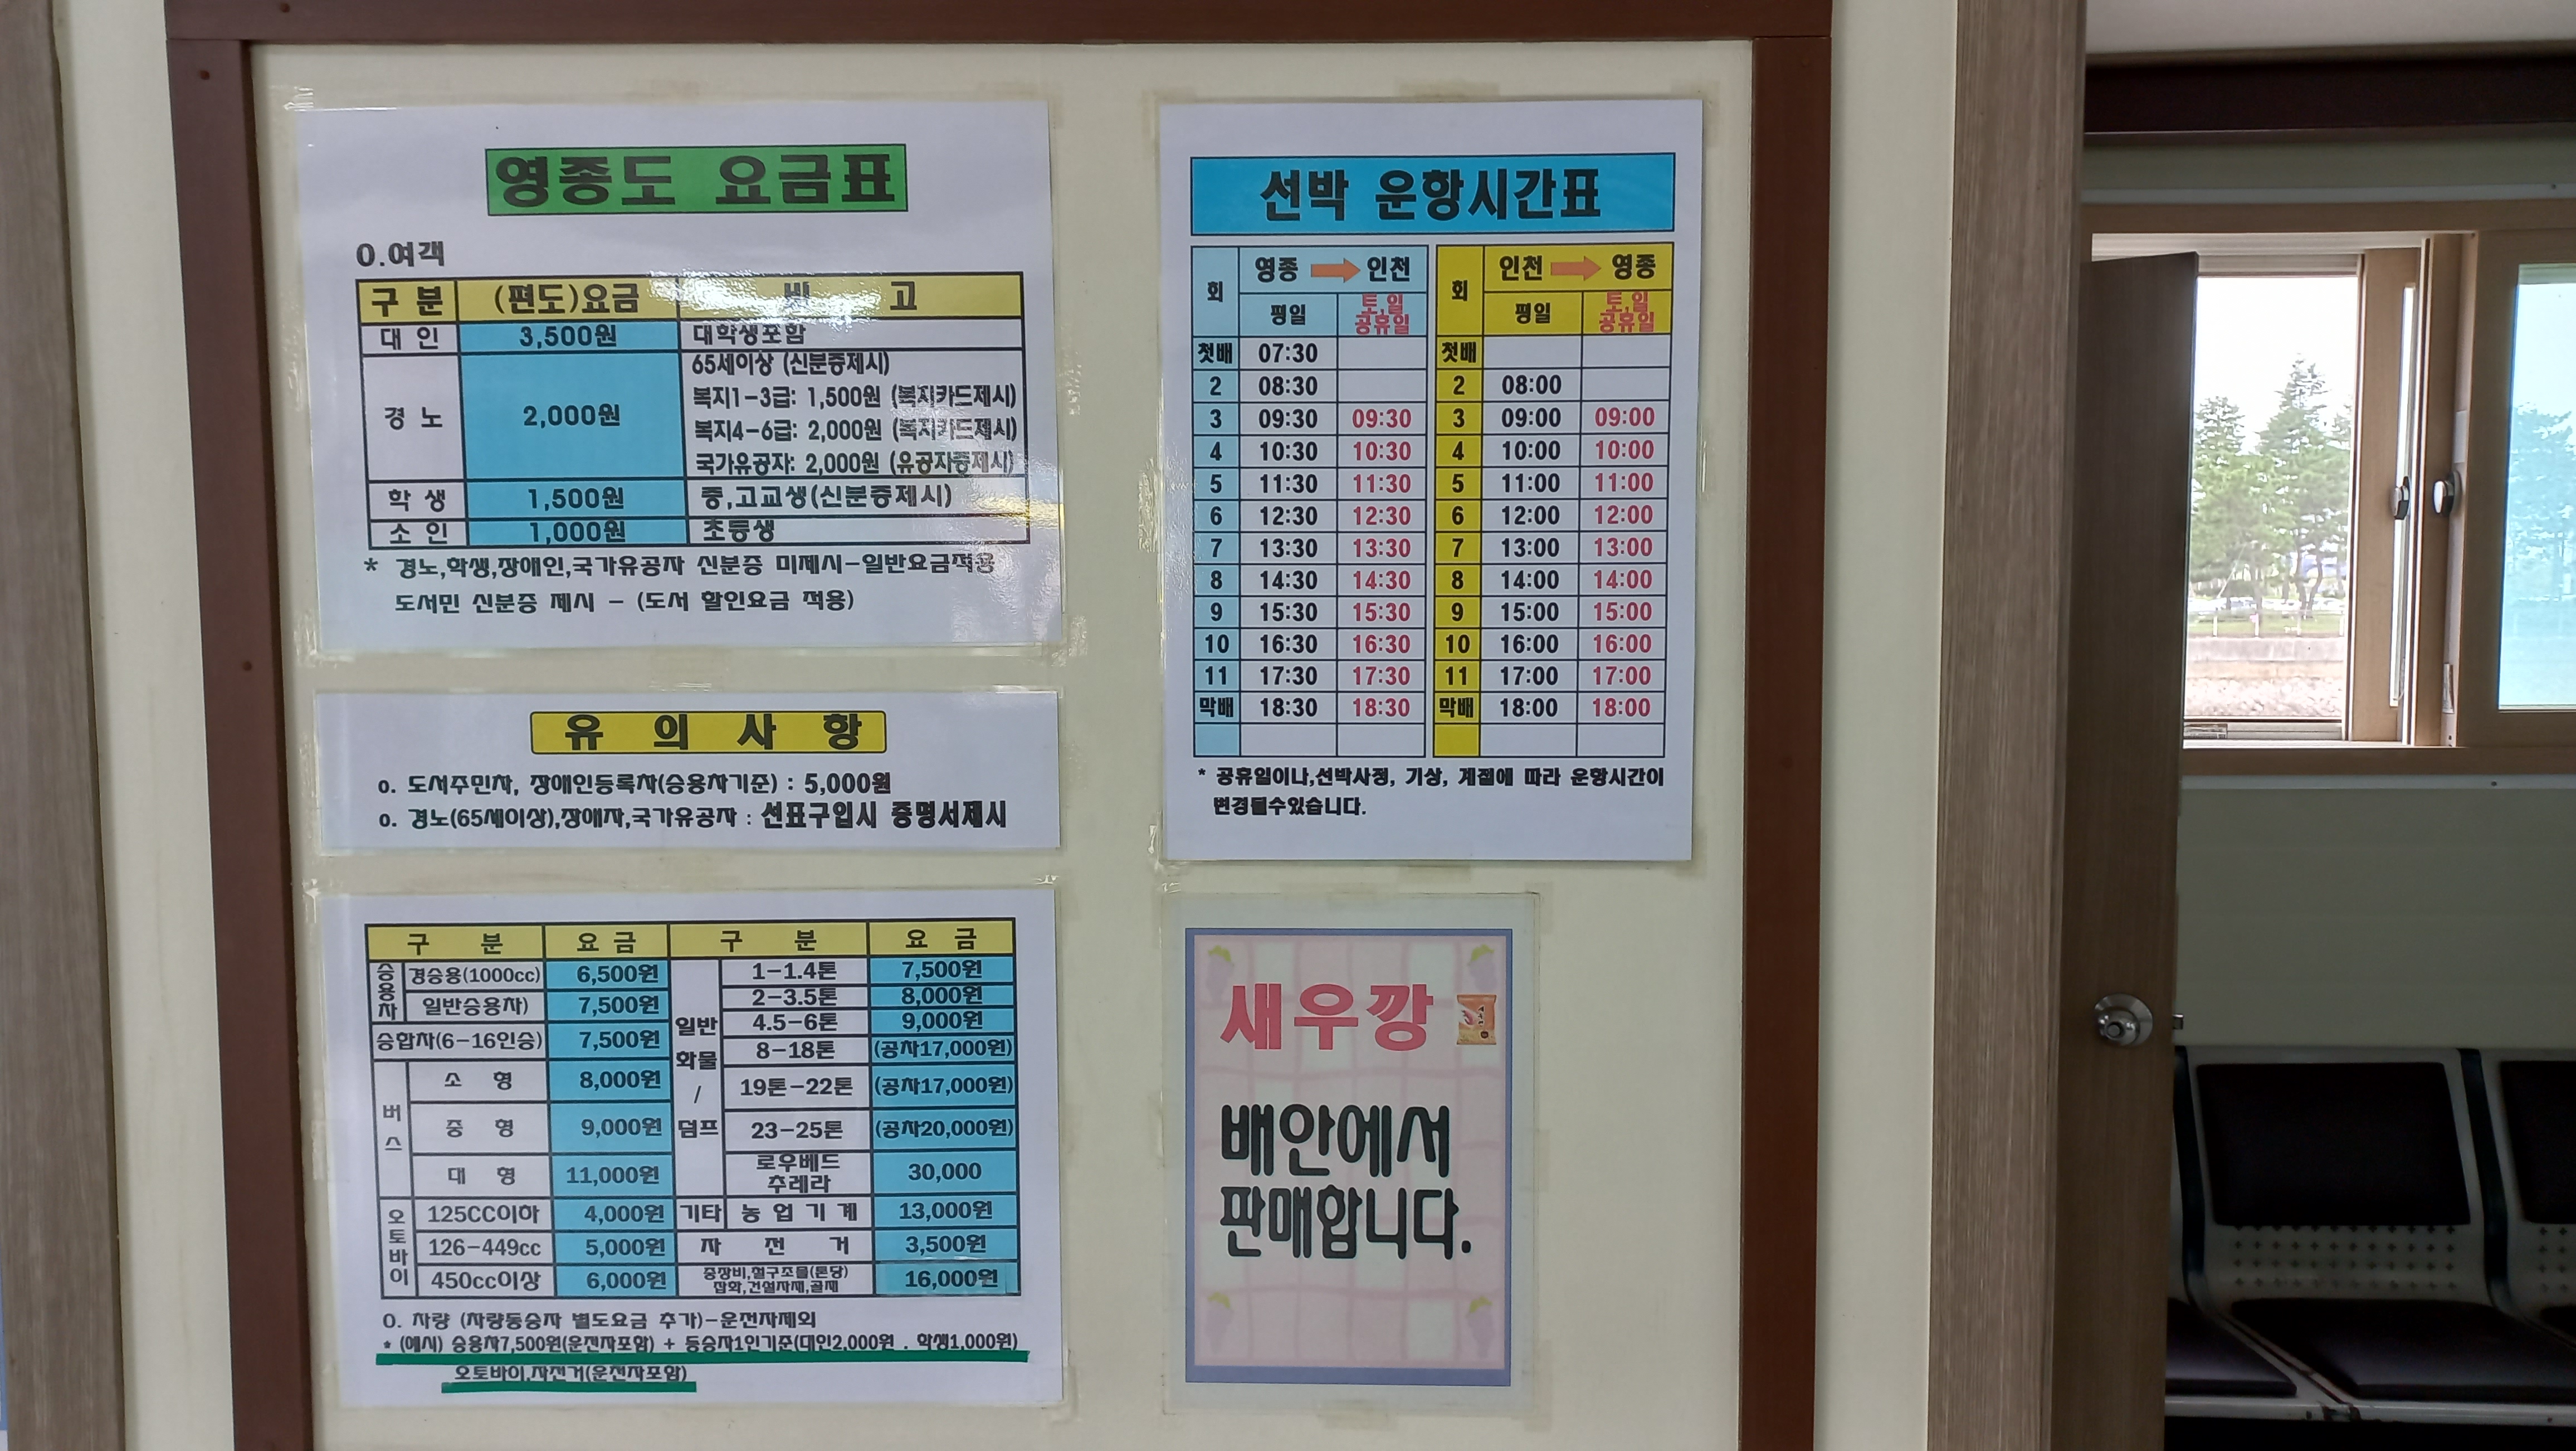 영종도 요금표
O.여객
구 분 (편도)요금 비 고
대 인 3,500원 대학생포함
경 노 2,000원 65세이상 (신분증제시)
복지1-3급: 1,500원 (복지카드제시)
복지4-6급: 2,000원 (복지카드제시)
국가유공자: 2,000원 (유공자증제시)
학 생 1,500원 중,고교생(신분증제시)
소 인 1,000원 초등생
* 경노,학생,장애인,국가유공자 신분증 미제시-일반요금적용
도서민 신분증 제시 - (도서 할인요금 적용)
유 의 사 항
o. 도서주민차, 장애인등록차(승용차기준) : 5,000원
o. 경노(65세이상),장애자,국가유공자 : 선표구입시 증명서제시
구 분 요 금 구 분 요 금
승용차 경승용(1000cc) 6,500원 일반화물/덤프 1-1.4톤 7,500원
일반승용차) 7,500원 2-3.5톤 8,000원
4.5-6톤 9,000원
승합차(6-16인승) 7,500원 8-18톤 (공차17,000원)
버스 소 형 8,000원 19톤-22톤 (공차17,000원)
중 형 9,000원 23-25톤 (공차20,000원)
대 형 11,000원 로우베드 추레라 30,000
오토바이 125CC이하 4,000원 기타 농 업 기 계 13,000원
126-449cc 5,000원 자 전 거 3,500원
450cc이상 6,000원 중장비,철구조물(톤당) 잡화,건설자재,골재 16,000원
O. 차량 (차량동승자 별도요금 추가)-운전자제외
* (예시) 승용차7,500원(운전자포함) + 동승자1인기준(대인2,000원 . 학생1,000원)
오토바이,자전거(운전자포함)
선박 운항시간표
회 영종 → 인천 회 인천 → 영종
평일 토,일 공휴일 평일 토,일 공휴일
첫배 07:30 첫배
2 08:30 2 08:00
3 09:30 09:30 3 09:00 09:00
4 10:30 10:30 4 10:00 10:00
5 11:30 11:30 5 11:00 11:00
6 12:30 12:30 6 12:00 12:00
7 13:30 13:30 7 13:00 13:00
8 14:30 14:30 8 14:00 14:00
9 15:30 15:30 9 15:00 15:00
10 16:30 16:30 10 16:00 16:00
11 17:30 17:30 11 17:00 17:00
막배 18:30 18:30 막배 18:00 18:00
* 공휴일이나,선박사정, 기상, 계절에 따라 운항시간이
변경될수있습니다.
새우깡
배안에서
판매합니다.